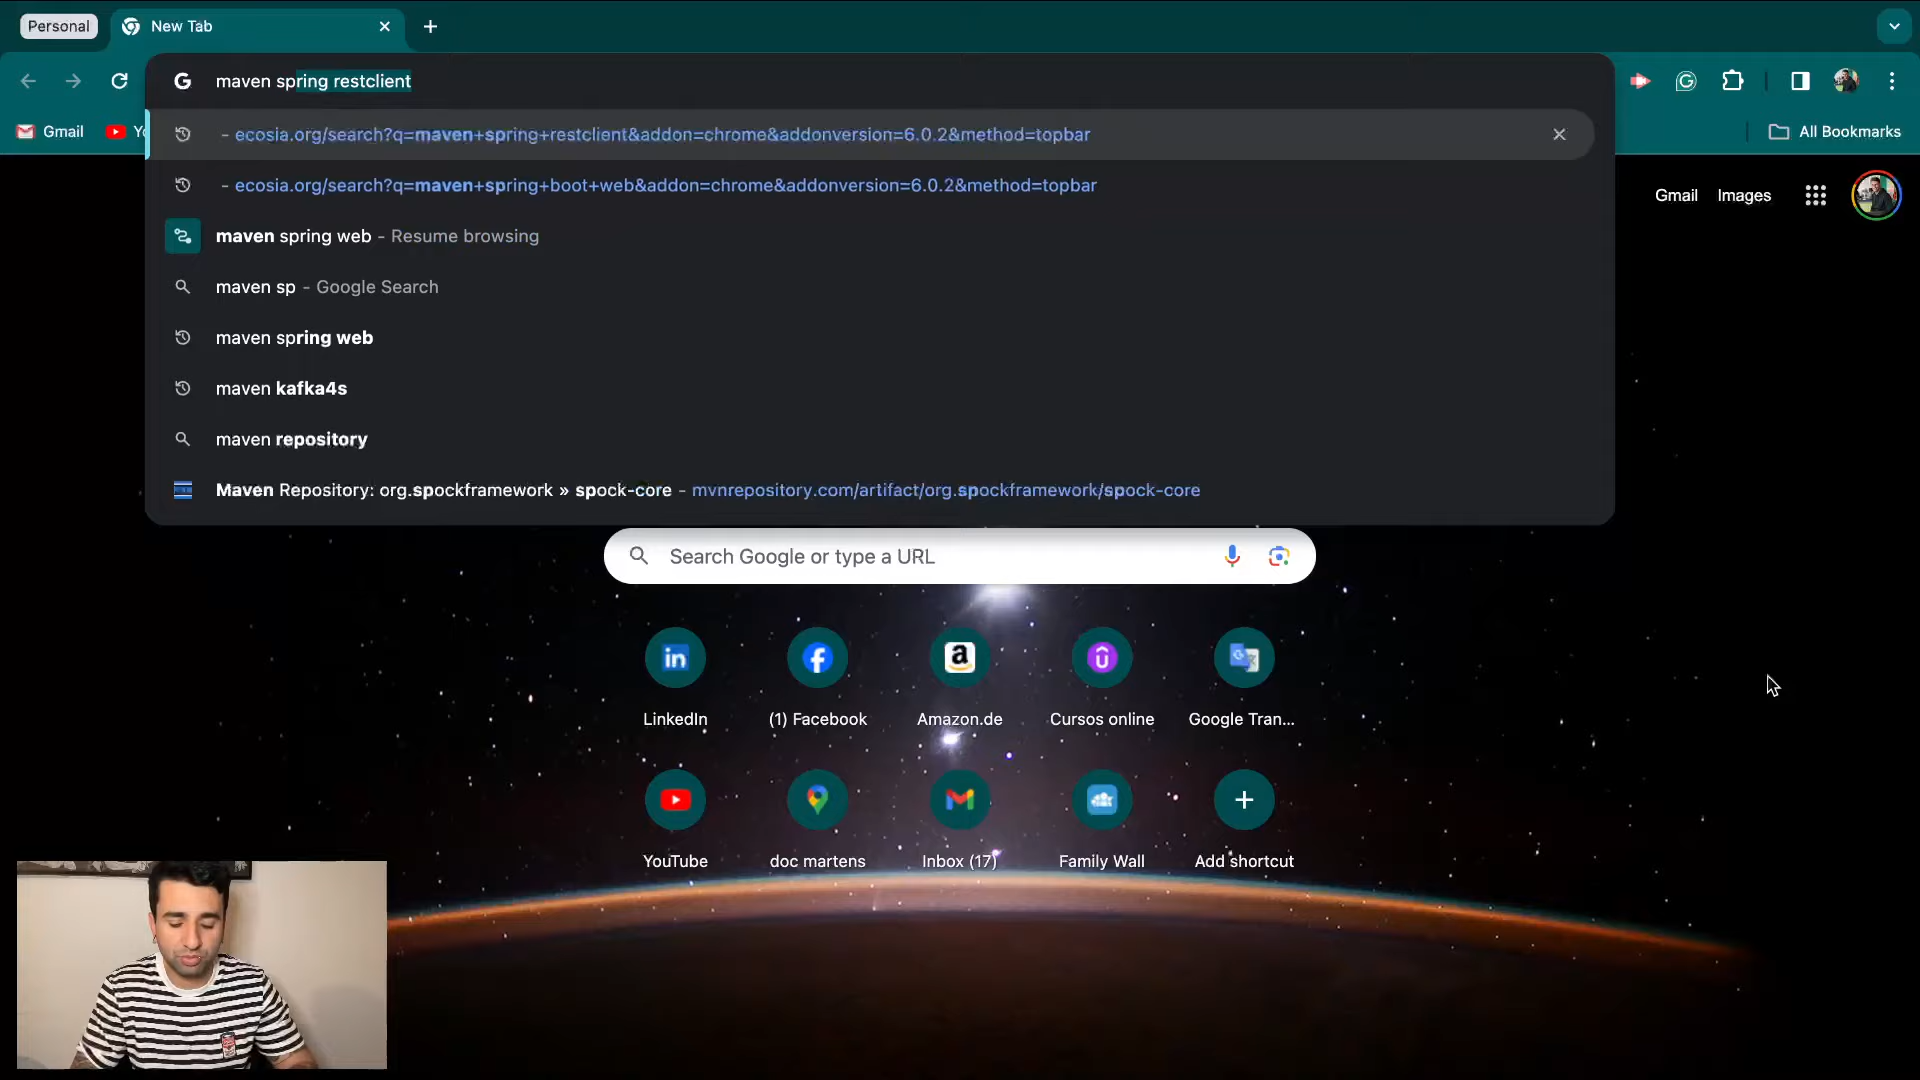 Personal
New Tab
maven spring restclient
- ecosia.org/search?q=maven+spring+restclient&addon=chrome&addonversion=6.0.2&method=topbar
- ecosia.org/search?q=maven+spring+boot+web&addon=chrome&addonversion=6.0.2&method=topbar
maven spring web - Resume browsing
maven sp - Google Search
maven spring web
maven kafka4s
maven repository
Maven Repository: org.spockframework » spock-core - mvnrepository.com/artifact/org.spockframework/spock-core
Gmail
All Bookmarks
Gmail Images
Search Google or type a URL
LinkedIn
(1) Facebook
Amazon.de
Cursos online
Google Tran...
YouTube
doc martens
Inbox (17)
Family Wall
Add shortcut